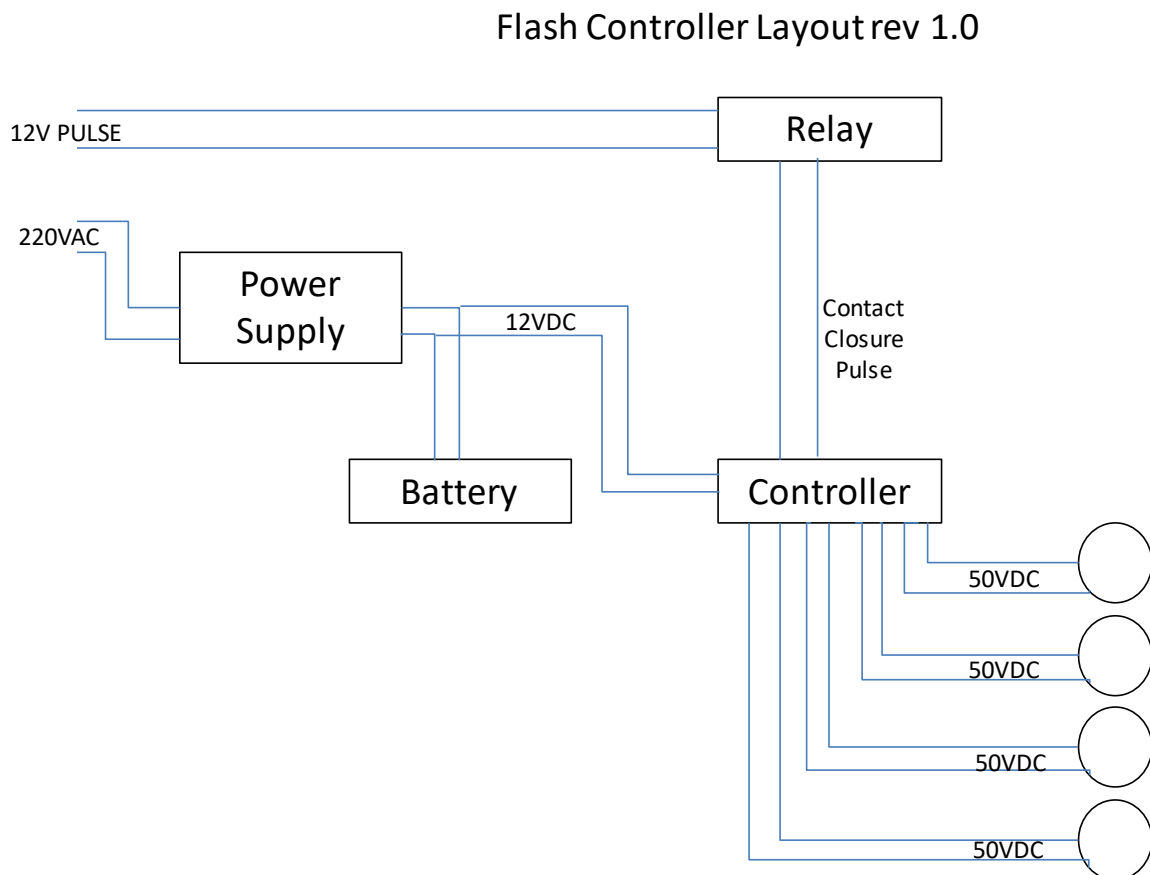 Flash Controller Layout rev 1.0
Relay
12V PULSE
220VAC
Power
Supply
12VDC
Contact
Closure
Pulse
Battery
Controller
50VDC
50VDC
50VDC
50VDC